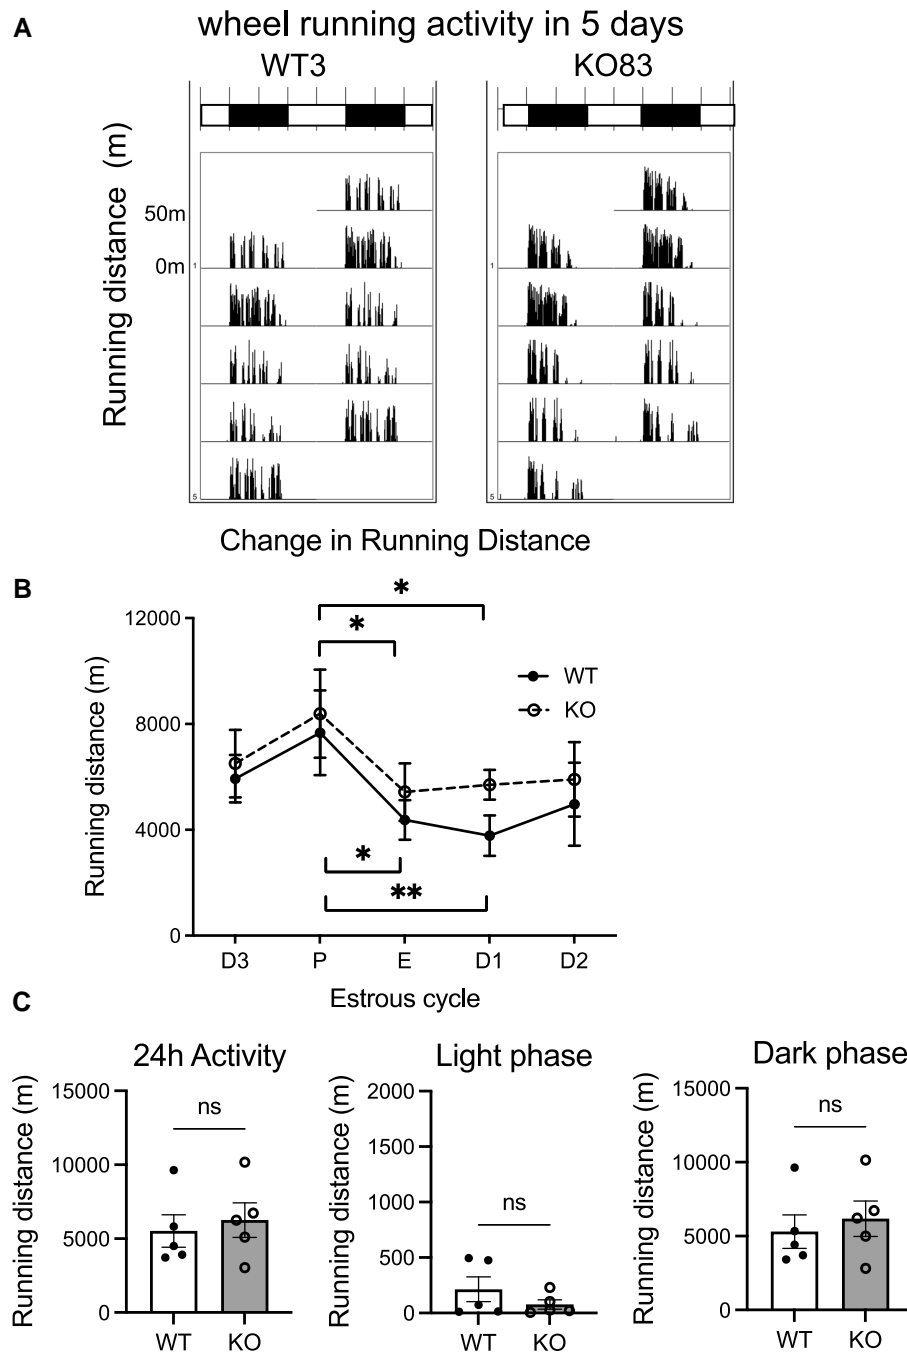 A
wheel running activity in 5 days
WT3
KO83
Running distance (m)
50m
0m
1
5
1
5
Change in Running Distance
B
*
*
12000
8000
4000
0
Running distance (m)
WT
KO
*
**
D3 P E D1 D2
Estrous cycle
C
24h Activity
Running distance (m)
15000
10000
5000
0
ns
WT KO
Light phase
Running distance (m)
2000
1500
1000
500
0
ns
WT KO
Dark phase
Running distance (m)
15000
10000
5000
0
ns
WT KO